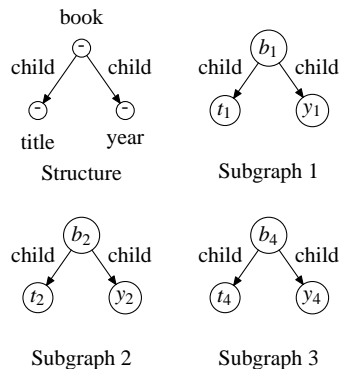 book
-
child child
- -
title year
Structure
b1
child child
t1 y1
Subgraph 1
b2
child child
t2 y2
Subgraph 2
b4
child child
t4 y4
Subgraph 3